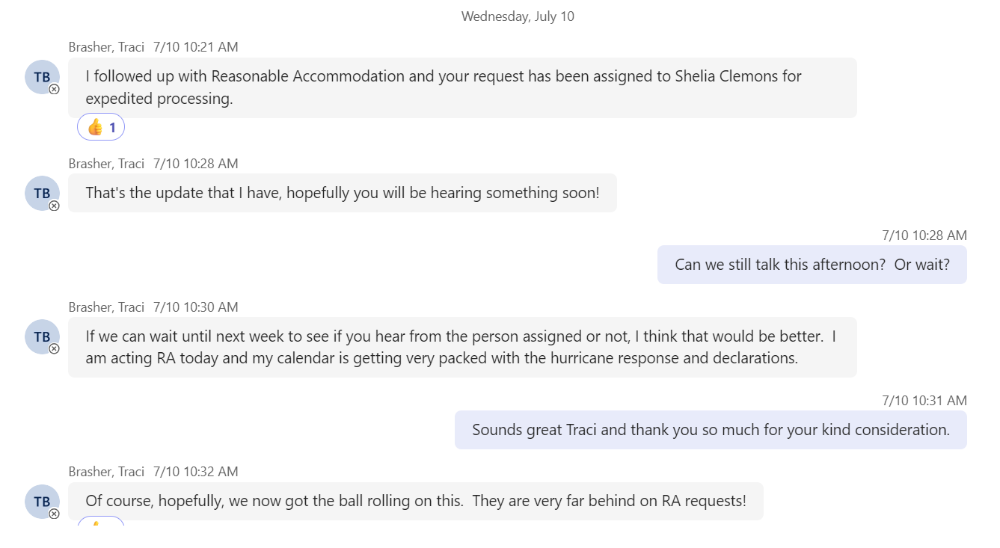 Wednesday, July 10
Brasher, Traci 7/10 10:21 AM
TB
I followed up with Reasonable Accommodation and your request has been assigned to Shelia Clemons for
expedited processing.
👍 1
Brasher, Traci 7/10 10:28 AM
TB
That's the update that I have, hopefully you will be hearing something soon!
7/10 10:28 AM
Can we still talk this afternoon?  Or wait?
Brasher, Traci 7/10 10:30 AM
TB
If we can wait until next week to see if you hear from the person assigned or not, I think that would be better.  I
am acting RA today and my calendar is getting very packed with the hurricane response and declarations.
7/10 10:31 AM
Sounds great Traci and thank you so much for your kind consideration.
Brasher, Traci 7/10 10:32 AM
TB
Of course, hopefully, we now got the ball rolling on this.  They are very far behind on RA requests!